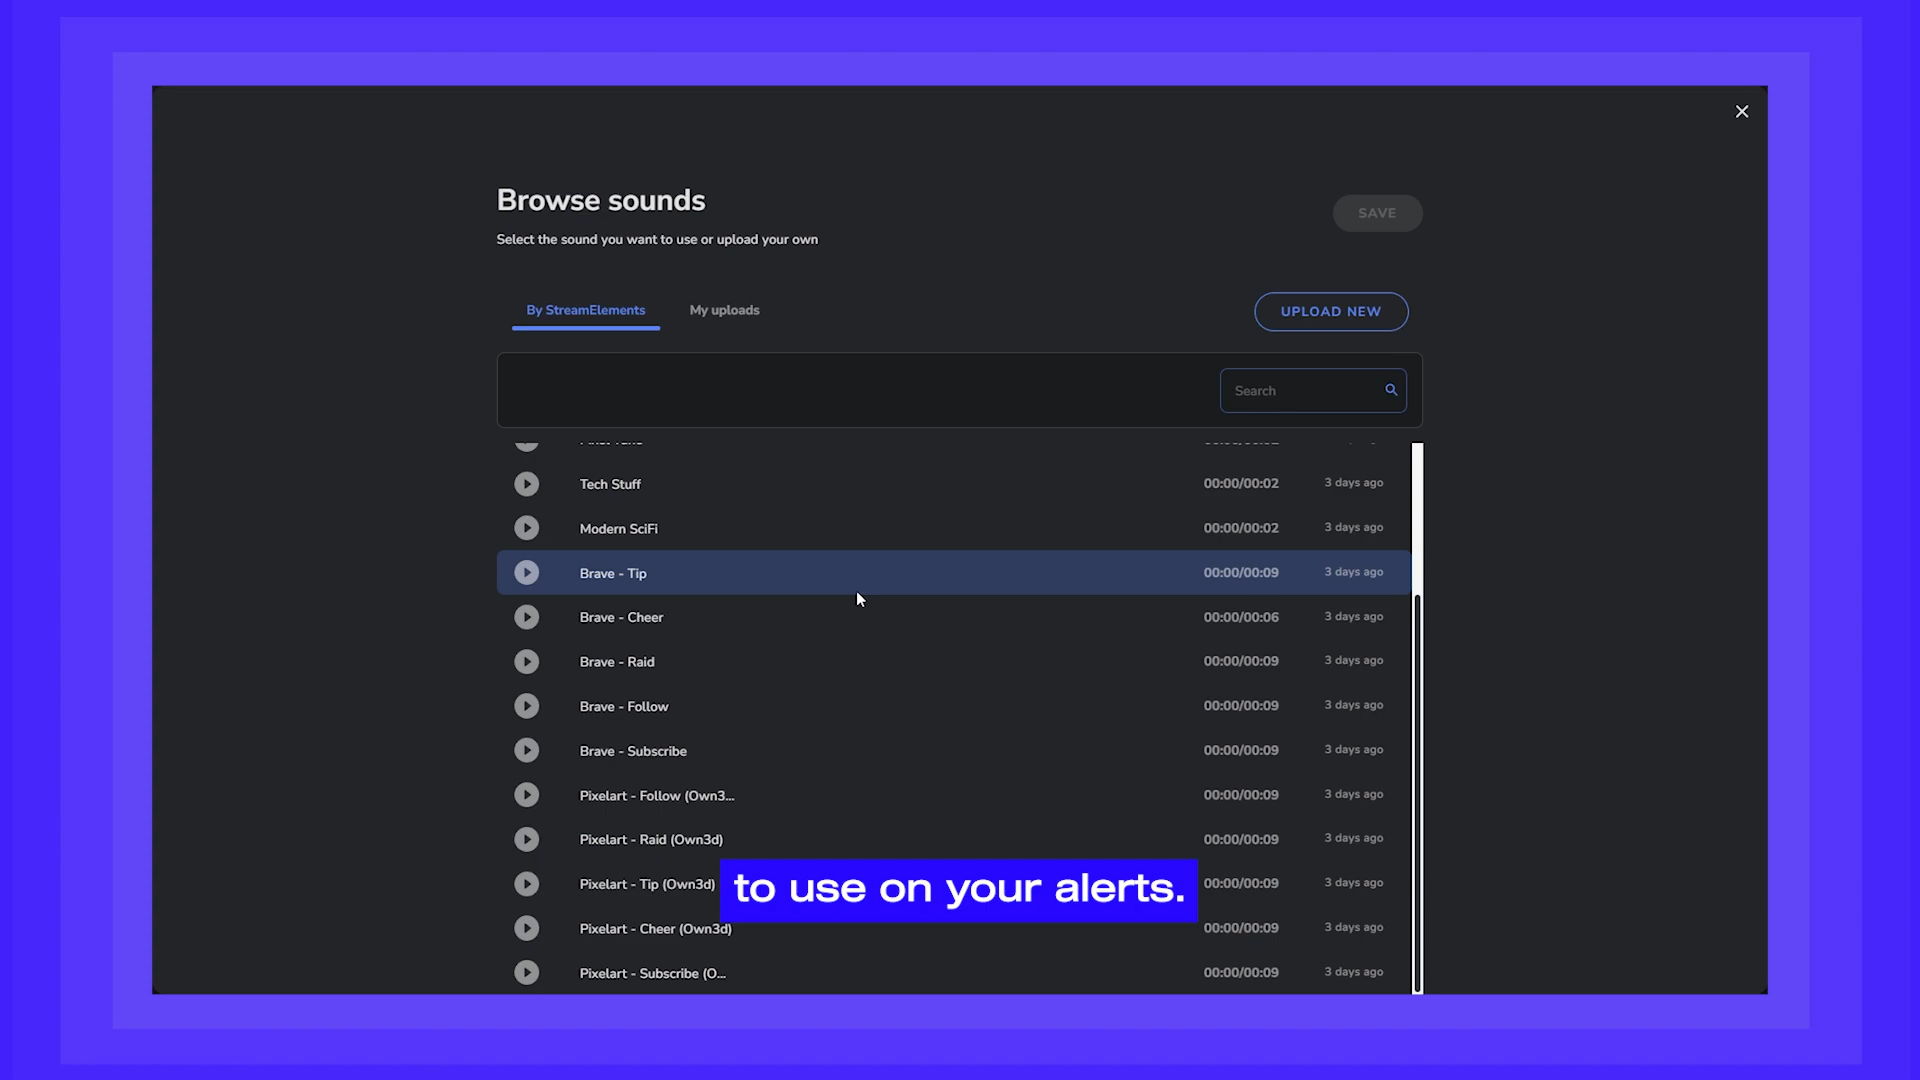 Browse sounds
SAVE
Select the sound you want to use or upload your own
By StreamElements
My uploads
UPLOAD NEW
Search
Tech Stuff 00:00/00:02 3 days ago
Modern SciFi 00:00/00:02 3 days ago
Brave - Tip 00:00/00:09 3 days ago
Brave - Cheer 00:00/00:06 3 days ago
Brave - Raid 00:00/00:09 3 days ago
Brave - Follow 00:00/00:09 3 days ago
Brave - Subscribe 00:00/00:09 3 days ago
Pixelart - Follow (Own3... 00:00/00:09 3 days ago
Pixelart - Raid (Own3d) 00:00/00:09 3 days ago
Pixelart - Tip (Own3d) 00:00/00:09 3 days ago
to use on your alerts.
Pixelart - Cheer (Own3d) 00:00/00:09 3 days ago
Pixelart - Subscribe (O... 00:00/00:09 3 days ago